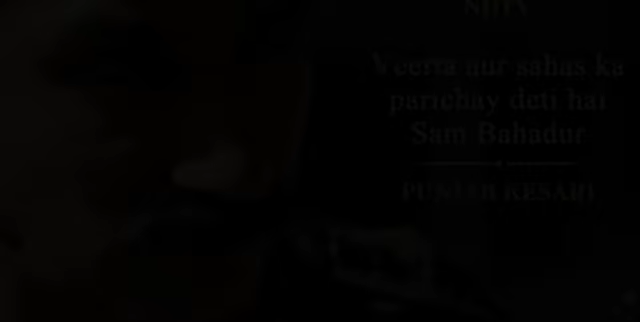 Veerta aur sahas ka
parichay deti hai
Sam Bahadur
PUNJAB KESARI